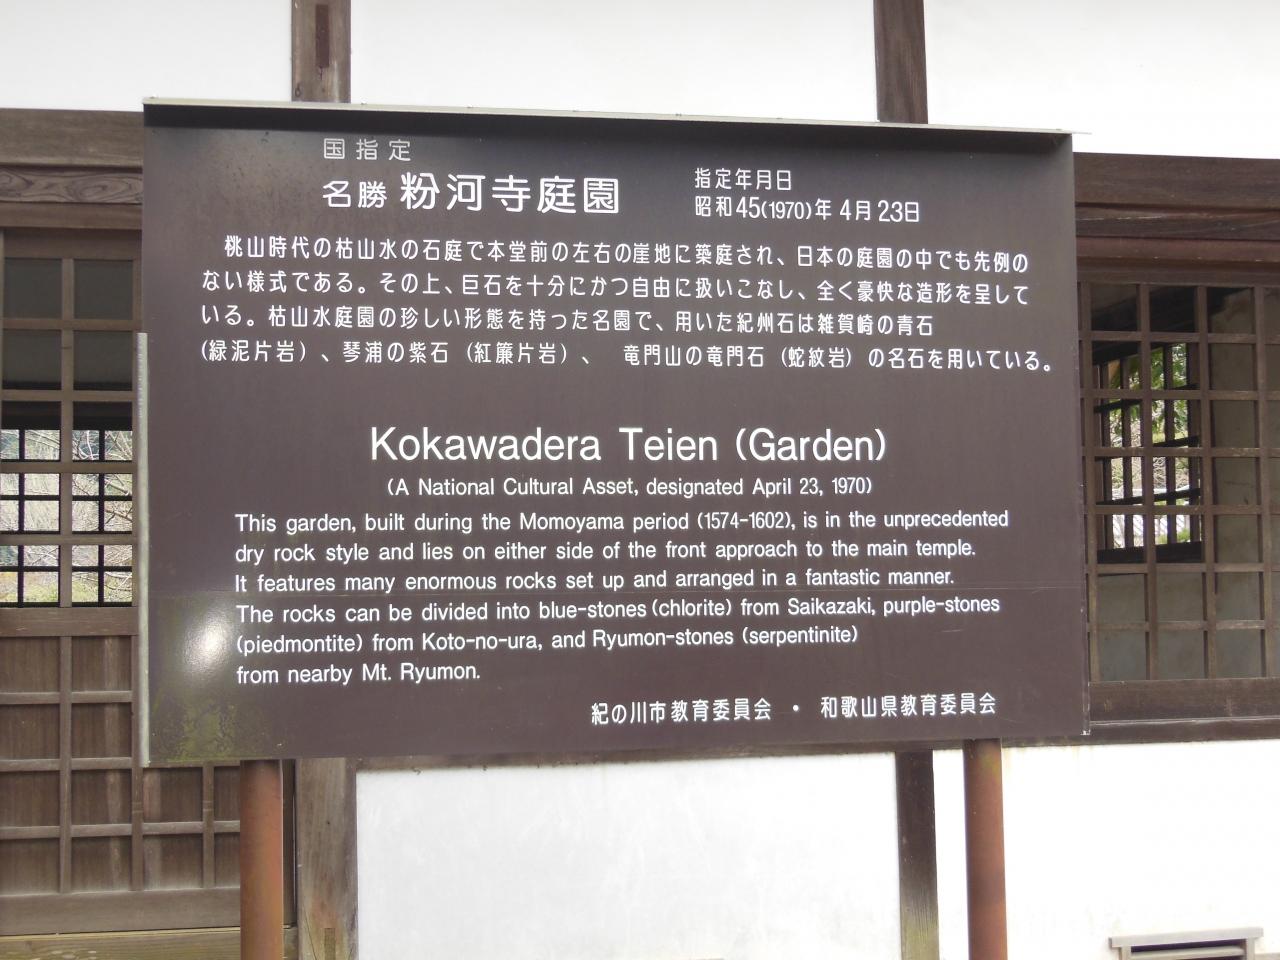 国指定
名勝 粉河寺庭園
指定年月日
昭和45(1970)年 4月23日
桃山時代の枯山水の石庭で本堂前の左右の崖地に築庭され、日本の庭園の中でも先例の
ない様式である。その上、巨石を十分にかつ自由に扱いこなし、全く豪快な造形を呈して
いる。枯山水庭園の珍しい形態を持った名園で、用いた紀州石は雑賀崎の青石
(緑泥片岩)、琴浦の紫石(紅簾片岩)、 竜門山の竜門石(蛇紋岩)の名石を用いている。
Kokawadera Teien (Garden)
(A National Cultural Asset, designated April 23, 1970)
This garden, built during the Momoyama period (1574-1602), is in the unprecedented
dry rock style and lies on either side of the front approach to the main temple.
It features many enormous rocks set up and arranged in a fantastic manner.
The rocks can be divided into blue-stones (chlorite) from Saikazaki, purple-stones
(piedmontite) from Koto-no-ura, and Ryumon-stones (serpentinite)
from nearby Mt. Ryumon.
紀の川市教育委員会 ・ 和歌山県教育委員会